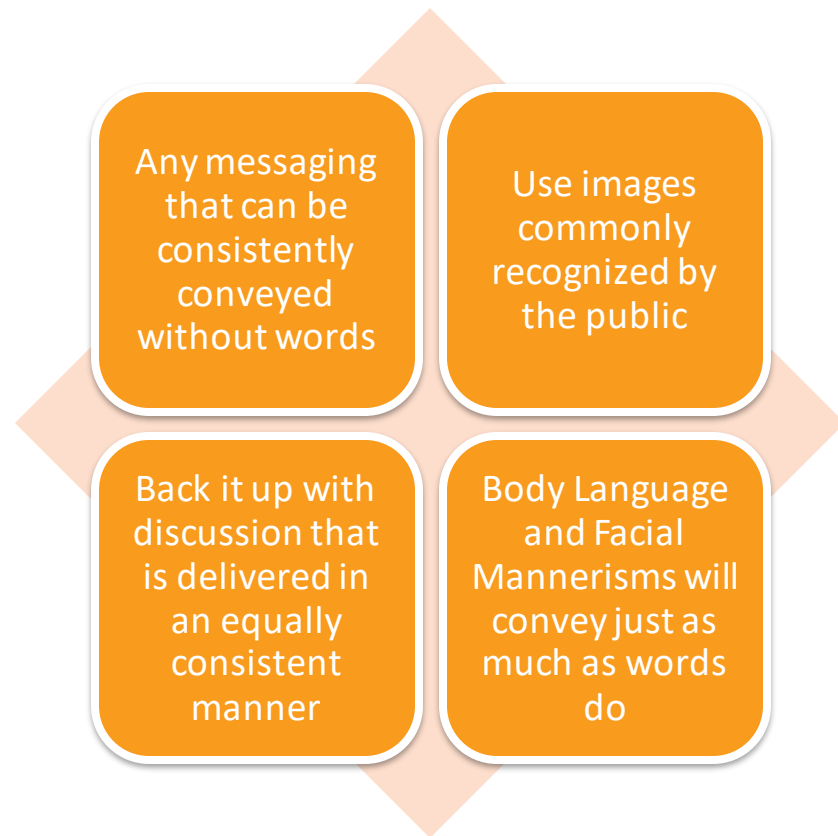 Any messaging
that can be
consistently
conveyed
without words
Use images
commonly
recognized by
the public
Back it up with
discussion that
is delivered in
an equally
consistent
manner
Body Language
and Facial
Mannerisms will
convey just as
much as words
do